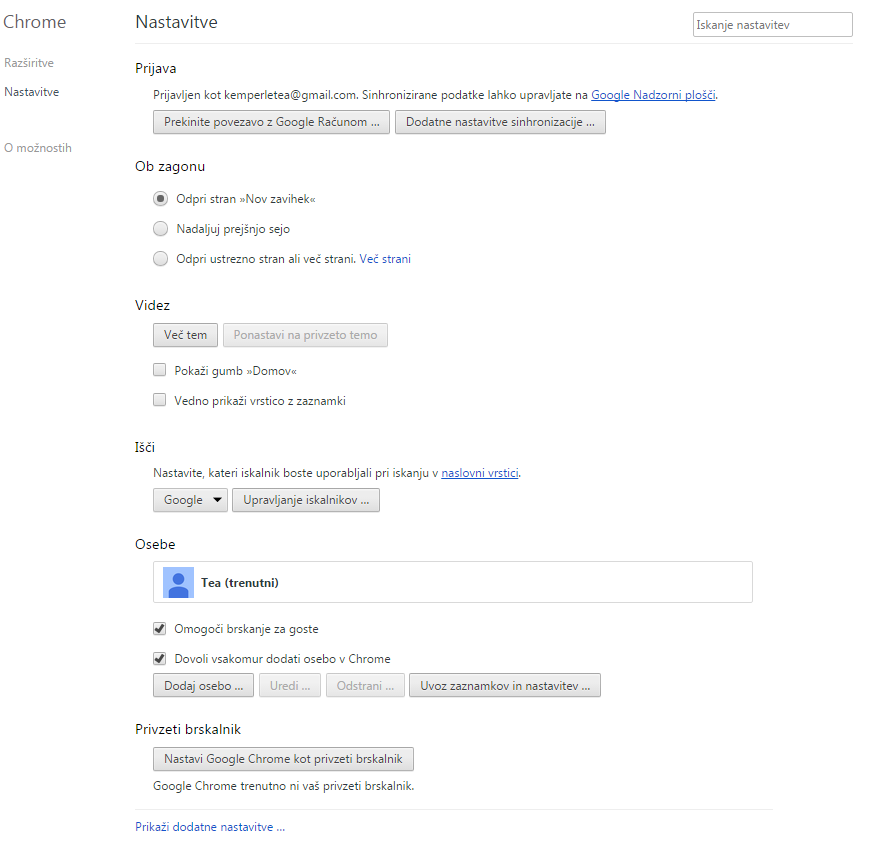 Chrome
Nastavitve
Iskanje nastavitev
Razširitve
Nastavitve
O možnostih
Prijava
Prijavljen kot kemperletea@gmail.com. Sinhronizirane podatke lahko upravljate na Google Nadzorni plošči.
Prekinite povezavo z Google Računom ... Dodatne nastavitve sinhronizacije ...
Ob zagonu
Odpri stran »Nov zavihek«
Nadaljuj prejšnjo sejo
Odpri ustrezno stran ali več strani. Več strani
Videz
Več tem Ponastavi na privzeto temo
Pokaži gumb »Domov«
Vedno prikaži vrstico z zaznamki
Išči
Nastavite, kateri iskalnik boste uporabljali pri iskanju v naslovni vrstici.
Google Upravljanje iskalnikov ...
Osebe
Tea (trenutni)
Omogoči brskanje za goste
Dovoli vsakomur dodati osebo v Chrome
Dodaj osebo ... Uredi ... Odstrani ... Uvoz zaznamkov in nastavitev ...
Privzeti brskalnik
Nastavi Google Chrome kot privzeti brskalnik
Google Chrome trenutno ni vaš privzeti brskalnik.
Prikaži dodatne nastavitve ...